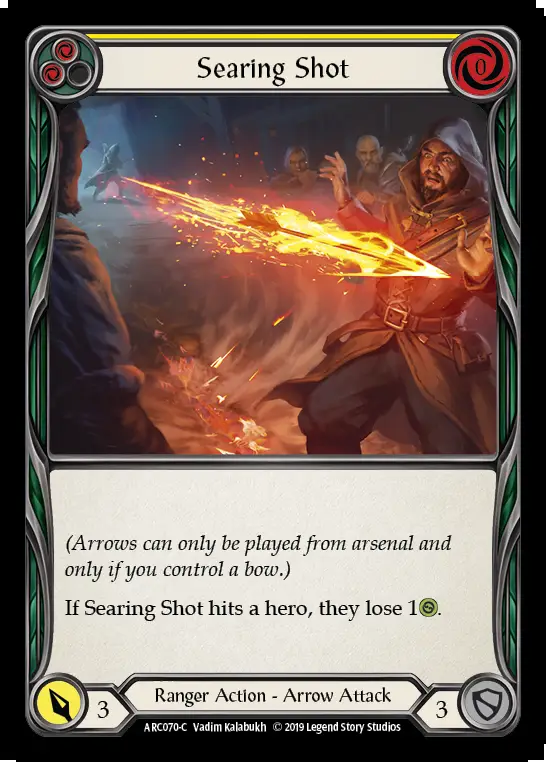 Searing Shot
0
(Arrows can only be played from arsenal and
only if you control a bow.)
If Searing Shot hits a hero, they lose 1.
3
Ranger Action - Arrow Attack
3
ARC070-C Vadim Kalabukh © 2019 Legend Story Studios